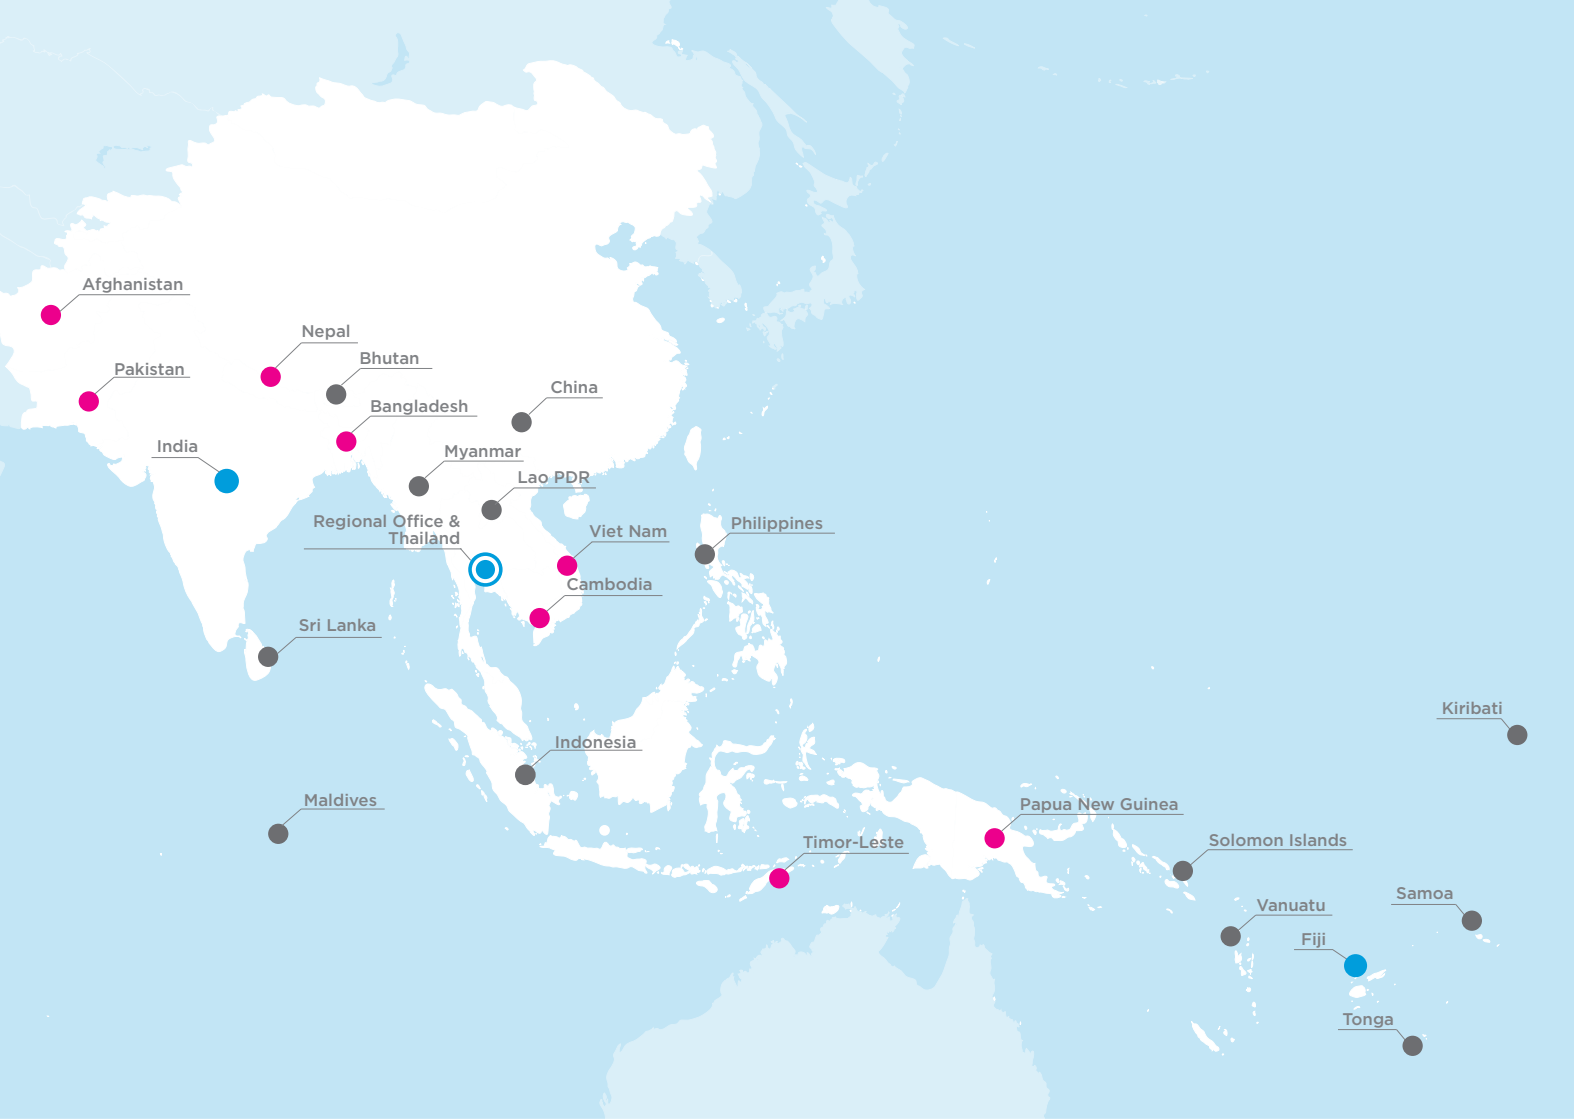 Afghanistan
Nepal
Bhutan
Pakistan
China
Bangladesh
India
Myanmar
Lao PDR
Regional Office &
Thailand
Viet Nam
Philippines
Cambodia
Sri Lanka
Kiribati
Indonesia
Maldives
Papua New Guinea
Timor-Leste
Solomon Islands
Samoa
Vanuatu
Fiji
Tonga